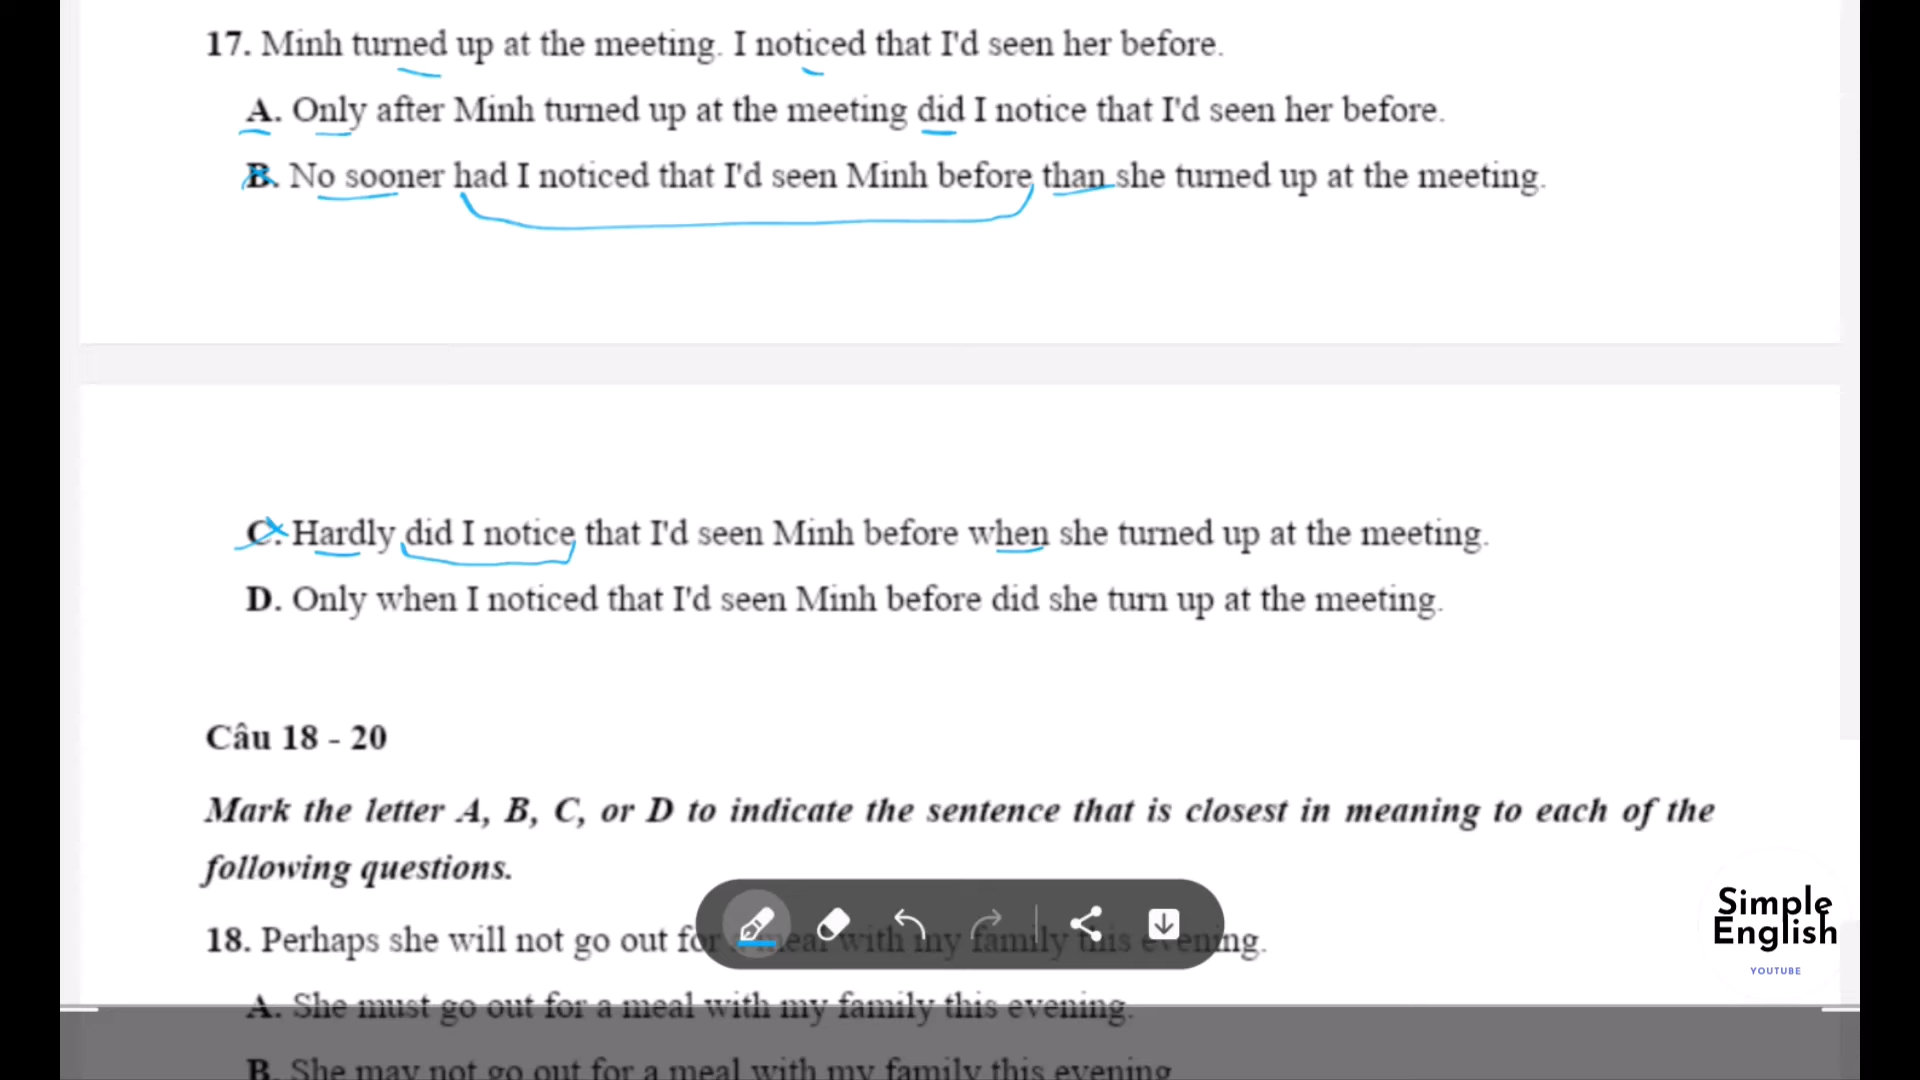 17. Minh turned up at the meeting. I noticed that I'd seen her before.
A. Only after Minh turned up at the meeting did I notice that I'd seen her before.
B. No sooner had I noticed that I'd seen Minh before than she turned up at the meeting.
C. Hardly did I notice that I'd seen Minh before when she turned up at the meeting.
D. Only when I noticed that I'd seen Minh before did she turn up at the meeting.
Câu 18 - 20
Mark the letter A, B, C, or D to indicate the sentence that is closest in meaning to each of the
following questions.
18. Perhaps she will not go out for a meal with my family this evening.
A. She must go out for a meal with my family this evening.
B. She may not go out for a meal with my family this evening
Simple
English
YOUTUBE